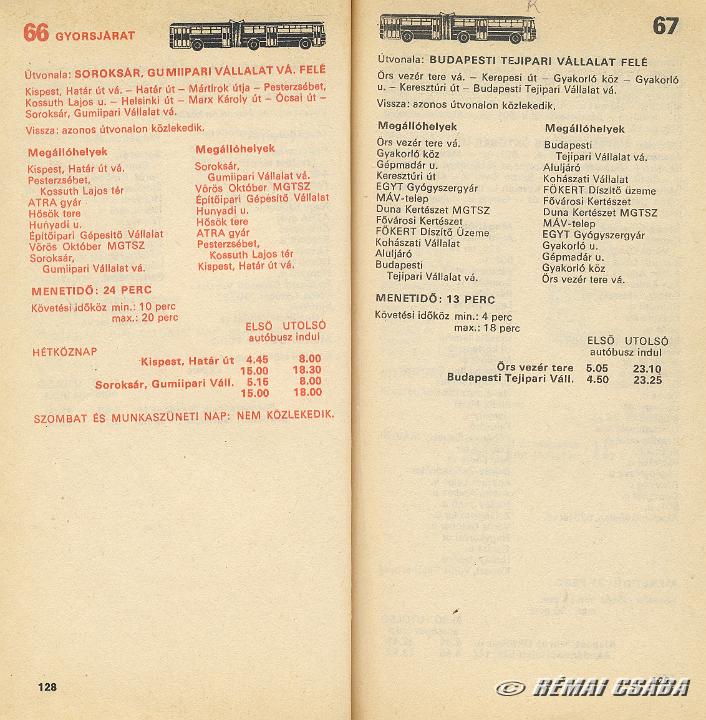 66 GYORSJÁRAT
Útvonala: SOROKSÁR, GUMIIPARI VÁLLALAT VÁ. FELÉ
Kispest, Határ út vá. – Határ út – Mártírok útja – Pesterzsébet,
Kossuth Lajos u. – Helsinki út – Marx Károly út – Ócsai út –
Soroksár, Gumiipari Vállalat vá.
Vissza: azonos útvonalon közlekedik.
Megállóhelyek
Kispest, Határ út vá.
Pesterzsébet,
Kossuth Lajos tér
ATRA gyár
Hősök tere
Hunyadi u.
Építőipari Gépesítő Vállalat
Vörös Október MGTSZ
Soroksár,
Gumiipari Vállalat vá.
Megállóhelyek
Soroksár,
Gumiipari Vállalat vá.
Vörös Október MGTSZ
Építőipari Gépesítő Vállalat
Hunyadi u.
Hősök tere
ATRA gyár
Pesterzsébet,
Kossuth Lajos tér
Kispest, Határ út vá.
MENETIDŐ: 24 PERC
Követési időköz min.: 10 perc
max.: 20 perc
ELSŐ UTOLSÓ
autóbusz indul
HÉTKÖZNAP
Kispest, Határ út 4.45 8.00
15.00 18.30
Soroksár, Gumiipari Váll. 5.15 8.00
15.00 18.00
SZOMBAT ÉS MUNKASZÜNETI NAP: NEM KÖZLEKEDIK.
128
67
Útvonala: BUDAPESTI TEJIPARI VÁLLALAT FELÉ
Örs vezér tere vá. – Kerepesi út – Gyakorló köz – Gyakorló
u. – Keresztúri út – Budapesti Tejipari Vállalat vá.
Vissza: azonos útvonalon közlekedik.
Megállóhelyek
Örs vezér tere vá.
Gyakorló köz
Gépmadár u.
Keresztúri út
EGYT Gyógyszergyár
MÁV-telep
Duna Kertészet MGTSZ
Fővárosi Kertészet
FŐKERT Díszítő Üzeme
Kohászati Vállalat
Aluljáró
Budapesti
Tejipari Vállalat vá.
Megállóhelyek
Budapesti
Tejipari Vállalat vá.
Aluljáró
Kohászati Vállalat
FŐKERT Díszítő üzeme
Fővárosi Kertészet
Duna Kertészet MGTSZ
MÁV-telep
EGYT Gyógyszergyár
Gyakorló u.
Gépmadár u.
Gyakorló köz
Örs vezér tere vá.
MENETIDŐ: 13 PERC
Követési időköz min.: 4 perc
max.: 18 perc
ELSŐ UTOLSÓ
autóbusz indul
Örs vezér tere 5.05 23.10
Budapesti Tejipari Váll. 4.50 23.25
© RÉMAI CSABA